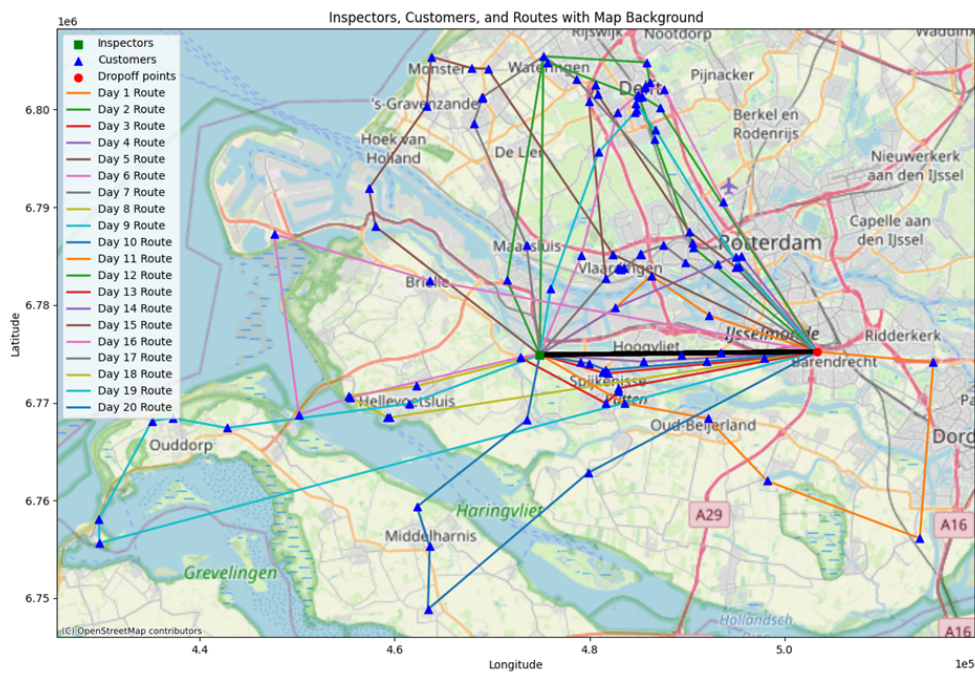 Inspectors, Customers, and Routes with Map Background
1e6
Inspectors
Customers
Dropoff points
Day 1 Route
Day 2 Route
Day 3 Route
Day 4 Route
Day 5 Route
Day 6 Route
Day 7 Route
Day 8 Route
Day 9 Route
Day 10 Route
Day 11 Route
Day 12 Route
Day 13 Route
Day 14 Route
Day 15 Route
Day 16 Route
Day 17 Route
Day 18 Route
Day 19 Route
Day 20 Route
Rijswijk
Nootdorp
Waddin
Monster
Wateringen
Pijnacker
's-Gravenzande
Berkel en
Rodenrijs
Hoek van
Holland
De Lier
Nieuwerkerk
aan den IJssel
Capelle aan
den IJssel
Maassluis
Rotterdam
Vlaardingen
Brielle
IJsselmonde
Hoogvliet
Ridderkerk
Barendrecht
Spijkenisse
Hellevoetsluis
Oud-Beijerland
Dord
Ouddorp
A29
A16
Haringvliet
Middelharnis
Grevelingen
Hollandsch
A16
(C) OpenStreetMap contributors
6.80
6.79
6.78
6.77
6.76
6.75
Latitude
4.4
4.6
4.8
5.0
1e5
Longitude